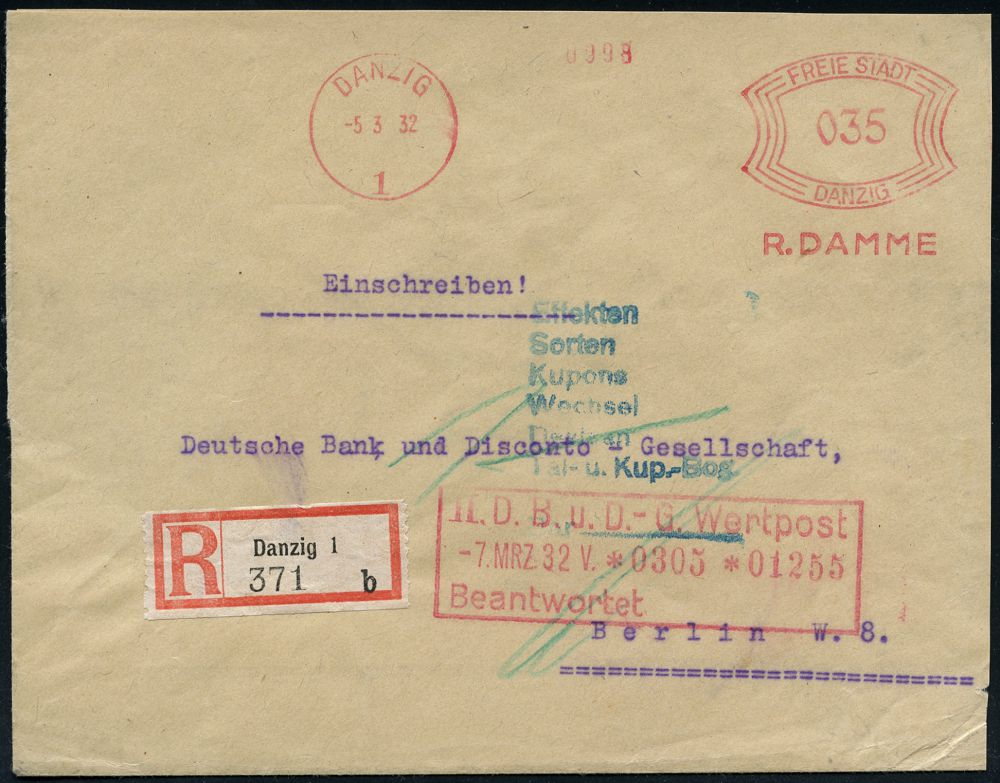 0998
DANZIG
-5 3 32
1
FREIE STADT
035
DANZIG
R. DAMME
Einschreiben!
Effekten
Sorten
Kupons
Wechsel
Deutsche Bank und Disconto - Gesellschaft,
Tal- u. Kup.-Bog.
II. D. B. u. D.- G. Wertpost
-7. MRZ. 32 V. *0305 *01255
Beantwortet
R
Danzig 1
371 b
Berlin W. 8.